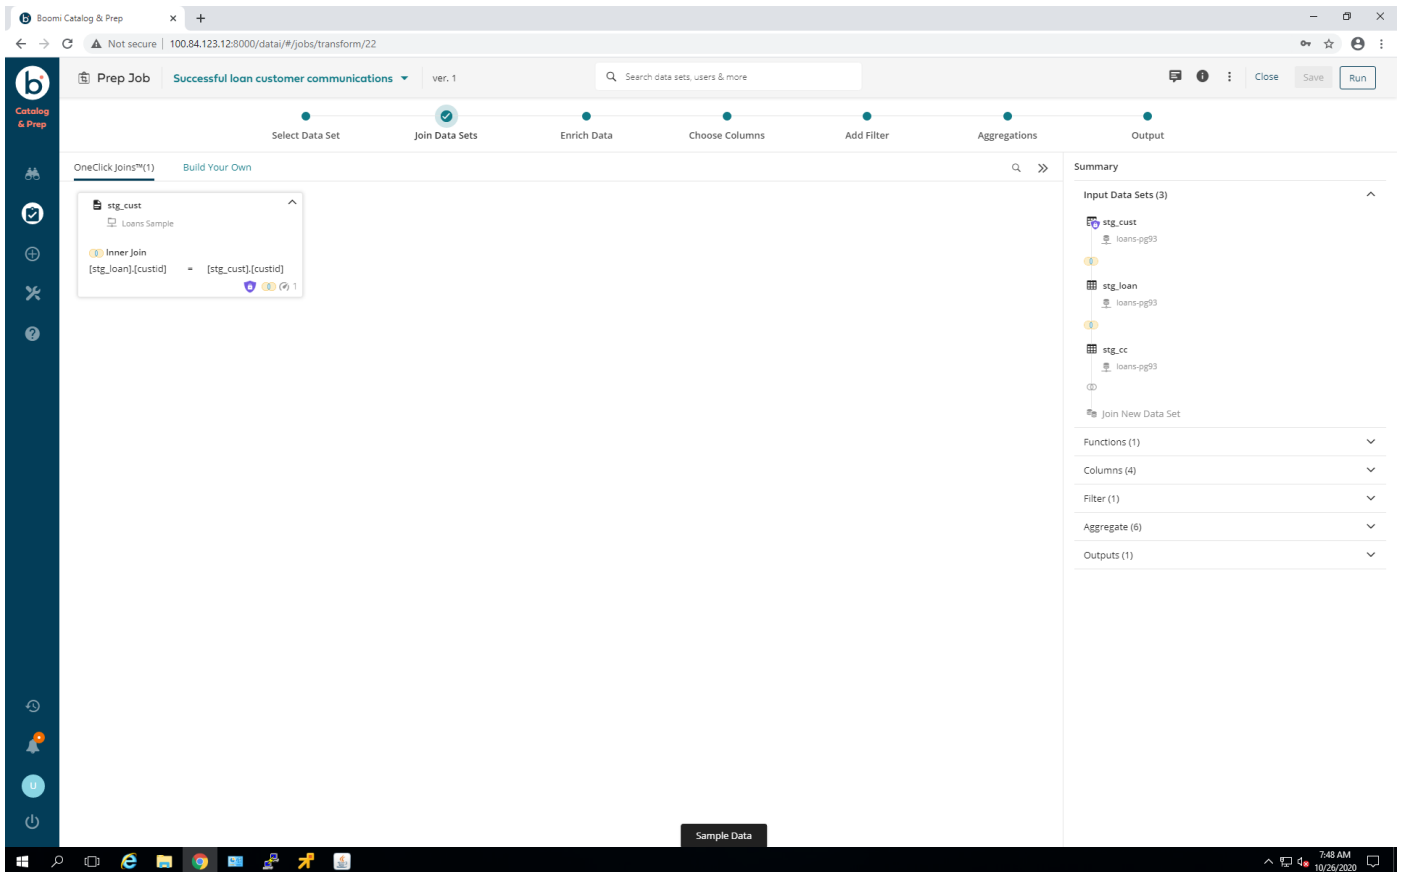 Boomi Catalog & Prep
Not secure | 100.84.123.12:8000/datai/#/jobs/transform/22
b
Catalog
& Prep
Prep Job
Successful loan customer communications
ver. 1
Search data sets, users & more
Close
Save
Run
Select Data Set
Join Data Sets
Enrich Data
Choose Columns
Add Filter
Aggregations
Output
OneClick Joins™(1)
Build Your Own
stg_cust
Loans Sample
Inner Join
[stg_loan].[custid] = [stg_cust].[custid]
1
Summary
Input Data Sets (3)
stg_cust
loans-pg93
stg_loan
loans-pg93
stg_cc
loans-pg93
Join New Data Set
Functions (1)
Columns (4)
Filter (1)
Aggregate (6)
Outputs (1)
U
Sample Data
7:48 AM
10/26/2020